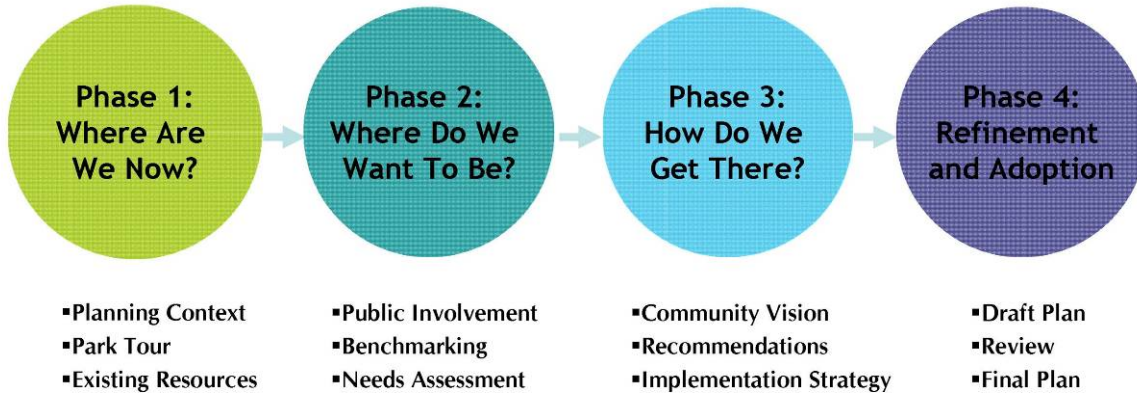 Phase 1:
Where Are
We Now?
Phase 2:
Where Do We
Want To Be?
Phase 3:
How Do We
Get There?
Phase 4:
Refinement
and Adoption
▪Planning Context
▪Park Tour
▪Existing Resources
▪Public Involvement
▪Benchmarking
▪Needs Assessment
▪Community Vision
▪Recommendations
▪Implementation Strategy
▪Draft Plan
▪Review
▪Final Plan